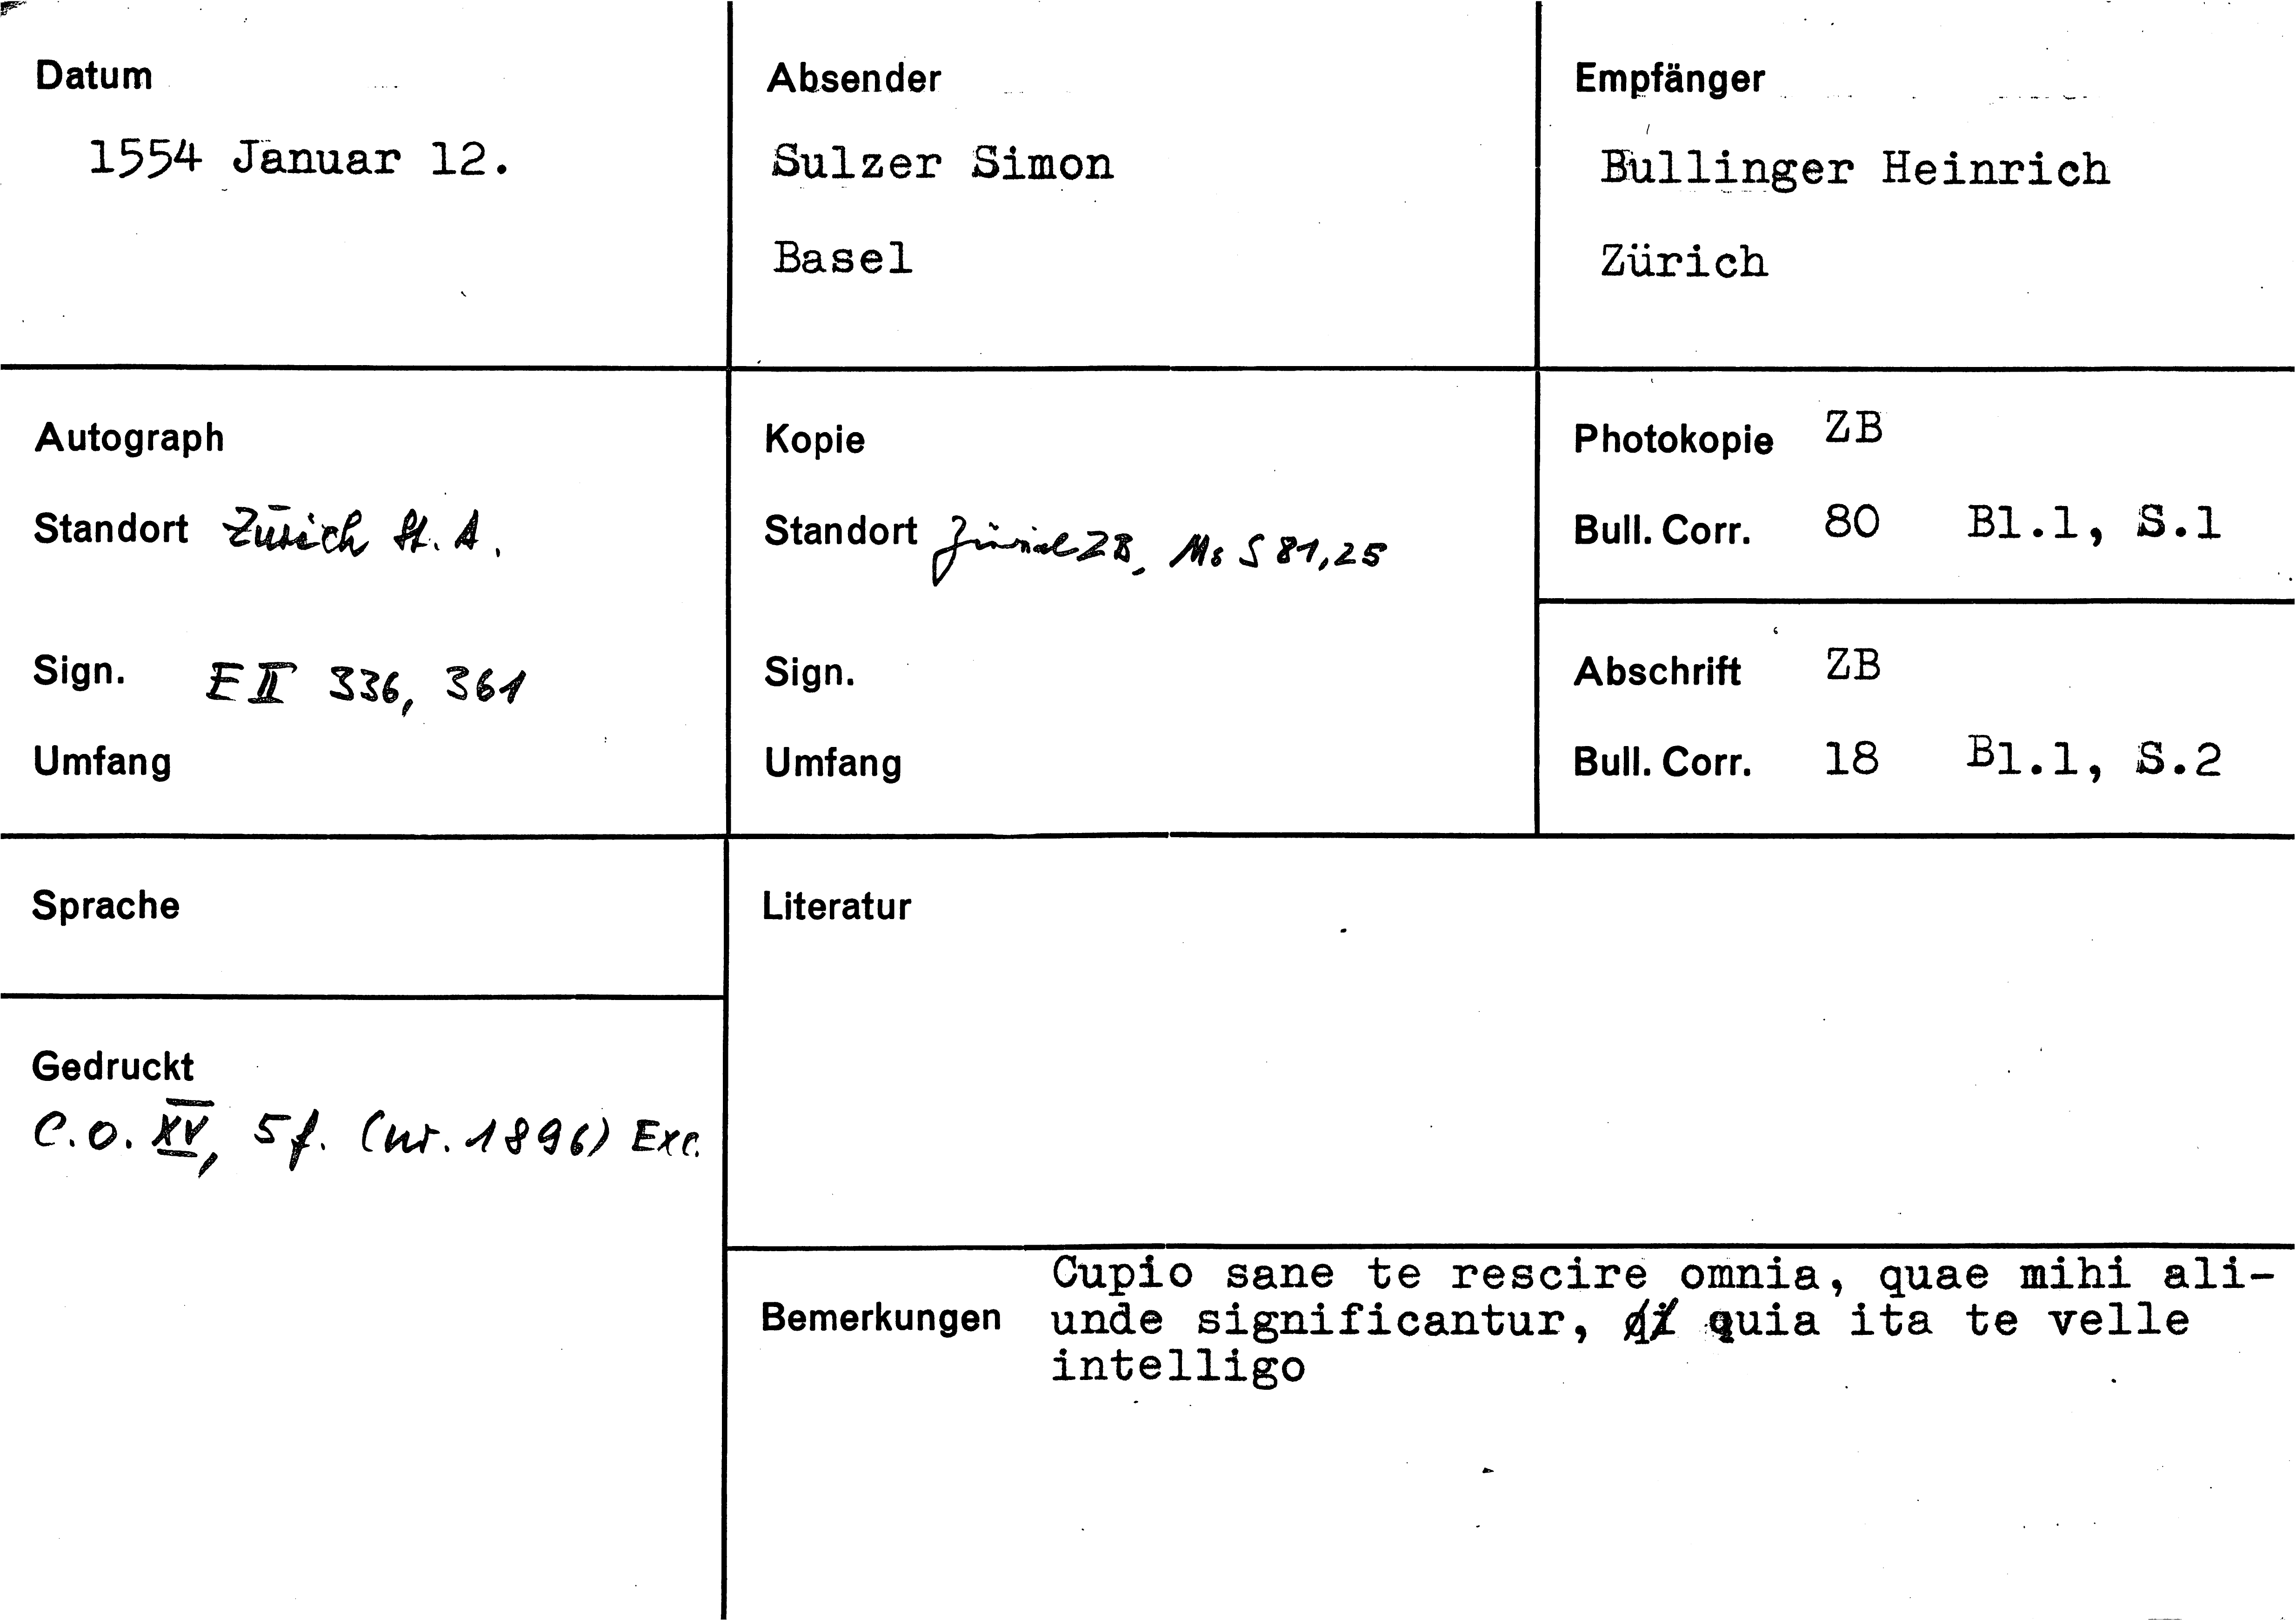 Datum
1554 Januar 12.
Absender
Sulzer Simon
Basel
Empfänger
Bullinger Heinrich
Zürich
Autograph
Standort Zürich St. A.
Sign. E II 336, 361
Umfang
Kopie
Standort Zürich ZB, Ms S 81,25
Sign.
Umfang
Photokopie ZB
Bull. Corr. 80 Bl.1, S.1
Abschrift ZB
Bull. Corr. 18 Bl.1, S.2
Sprache
Gedruckt
C.O. XV, 5f. (nr. 1896) Exc.
Literatur
Bemerkungen
Cupio sane te rescire omnia, quae mihi ali-
unde significantur, quia ita te velle
intelligo